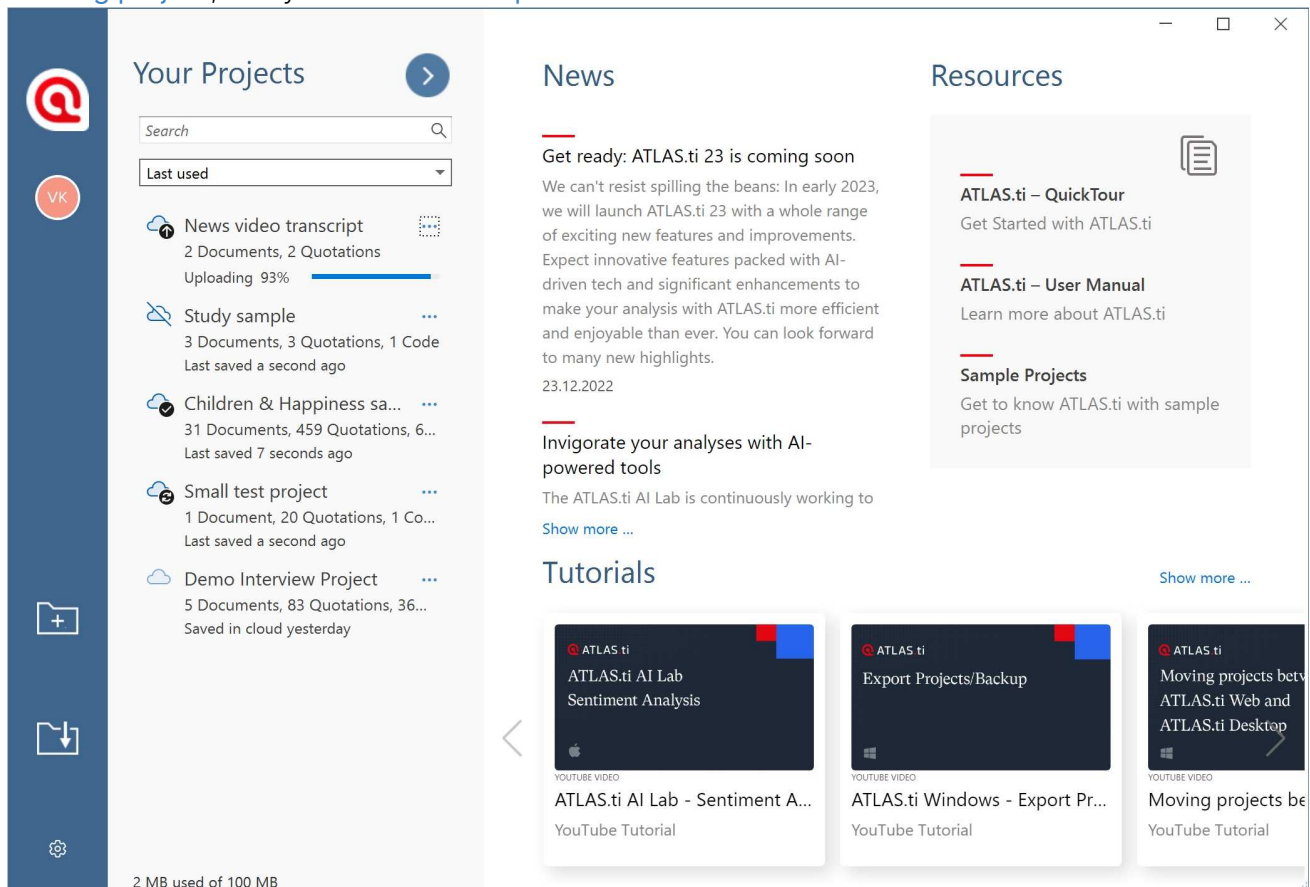 Your Projects
Search
Last used
VK
News video transcript
2 Documents, 2 Quotations
Uploading 93%
Study sample
3 Documents, 3 Quotations, 1 Code
Last saved a second ago
Children & Happiness sa...
31 Documents, 459 Quotations, 6...
Last saved 7 seconds ago
Small test project
1 Document, 20 Quotations, 1 Co...
Last saved a second ago
Demo Interview Project
5 Documents, 83 Quotations, 36...
Saved in cloud yesterday
2 MB used of 100 MB
News
Get ready: ATLAS.ti 23 is coming soon
We can't resist spilling the beans: In early 2023,
we will launch ATLAS.ti 23 with a whole range
of exciting new features and improvements.
Expect innovative features packed with AI-
driven tech and significant enhancements to
make your analysis with ATLAS.ti more efficient
and enjoyable than ever. You can look forward
to many new highlights.
23.12.2022
Invigorate your analyses with AI-
powered tools
The ATLAS.ti AI Lab is continuously working to
Show more ...
Resources
ATLAS.ti – QuickTour
Get Started with ATLAS.ti
ATLAS.ti – User Manual
Learn more about ATLAS.ti
Sample Projects
Get to know ATLAS.ti with sample
projects
Tutorials
Show more ...
ATLAS.ti
ATLAS.ti AI Lab
Sentiment Analysis
YOUTUBE VIDEO
ATLAS.ti AI Lab - Sentiment A...
YouTube Tutorial
ATLAS.ti
Export Projects/Backup
YOUTUBE VIDEO
ATLAS.ti Windows - Export Pr...
YouTube Tutorial
ATLAS.ti
Moving projects betw
ATLAS.ti Web and
ATLAS.ti Desktop
YOUTUBE VIDEO
Moving projects be
YouTube Tutorial